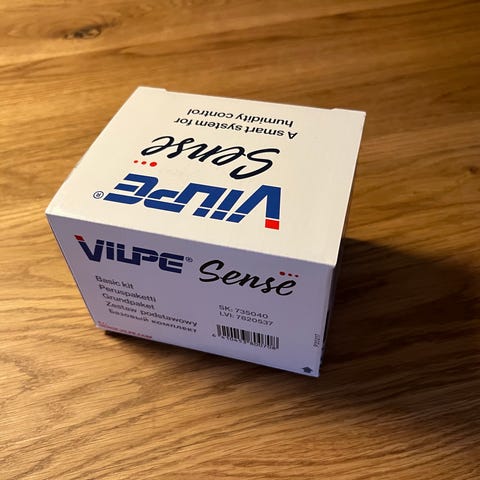 VILPE® Sense
A smart system for
humidity control
VILPE® Sense
Basic kit
Peruspaketti
Grundpaket
Zestaw podstawowy
Базовый комплект
SK: 735040
LVI: 7820537